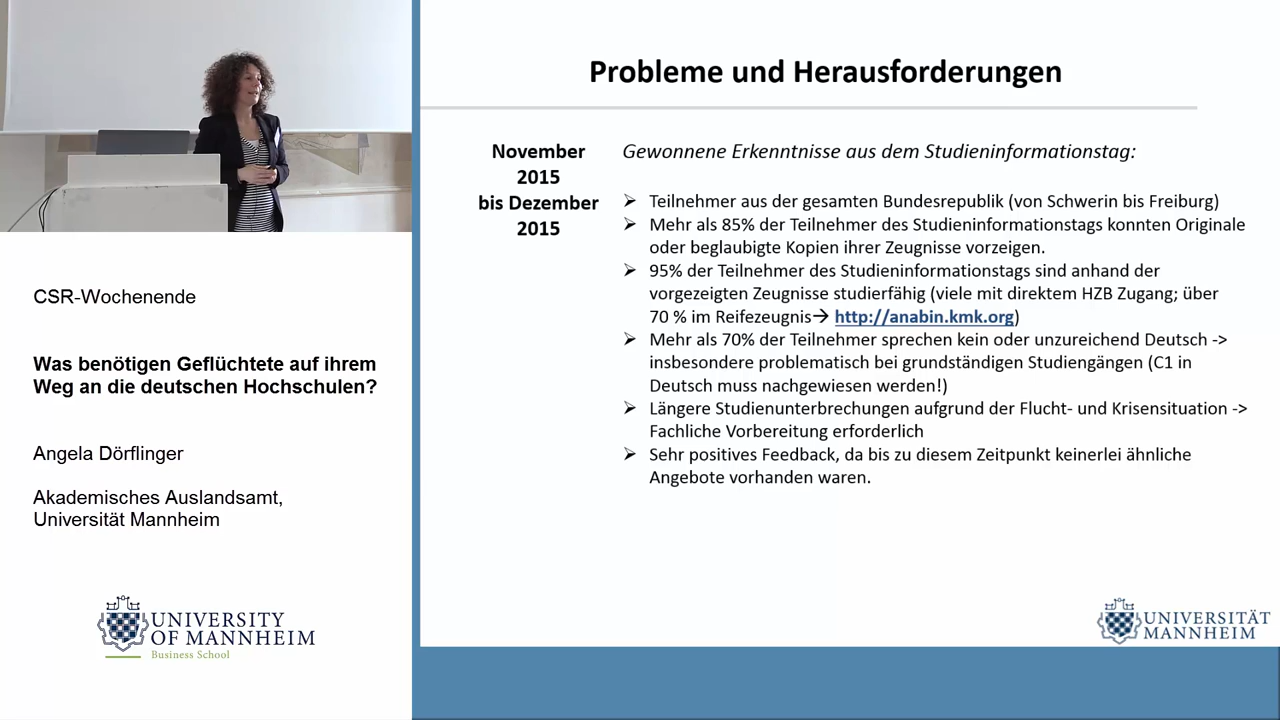 CSR-Wochenende
Was benötigen Geflüchtete auf ihrem
Weg an die deutschen Hochschulen?
Angela Dörflinger
Akademisches Auslandsamt,
Universität Mannheim
UNIVERSITY
OF MANNHEIM
Business School
Probleme und Herausforderungen
November
2015
bis Dezember
2015
Gewonnene Erkenntnisse aus dem Studieninformationstag:
➢ Teilnehmer aus der gesamten Bundesrepublik (von Schwerin bis Freiburg)
➢ Mehr als 85% der Teilnehmer des Studieninformationstags konnten Originale
oder beglaubigte Kopien ihrer Zeugnisse vorzeigen.
➢ 95% der Teilnehmer des Studieninformationstags sind anhand der
vorgezeigten Zeugnisse studierfähig (viele mit direktem HZB Zugang; über
70 % im Reifezeugnis→ http://anabin.kmk.org)
➢ Mehr als 70% der Teilnehmer sprechen kein oder unzureichend Deutsch ->
insbesondere problematisch bei grundständigen Studiengängen (C1 in
Deutsch muss nachgewiesen werden!)
➢ Längere Studienunterbrechungen aufgrund der Flucht- und Krisensituation ->
Fachliche Vorbereitung erforderlich
➢ Sehr positives Feedback, da bis zu diesem Zeitpunkt keinerlei ähnliche
Angebote vorhanden waren.
UNIVERSITÄT
MANNHEIM